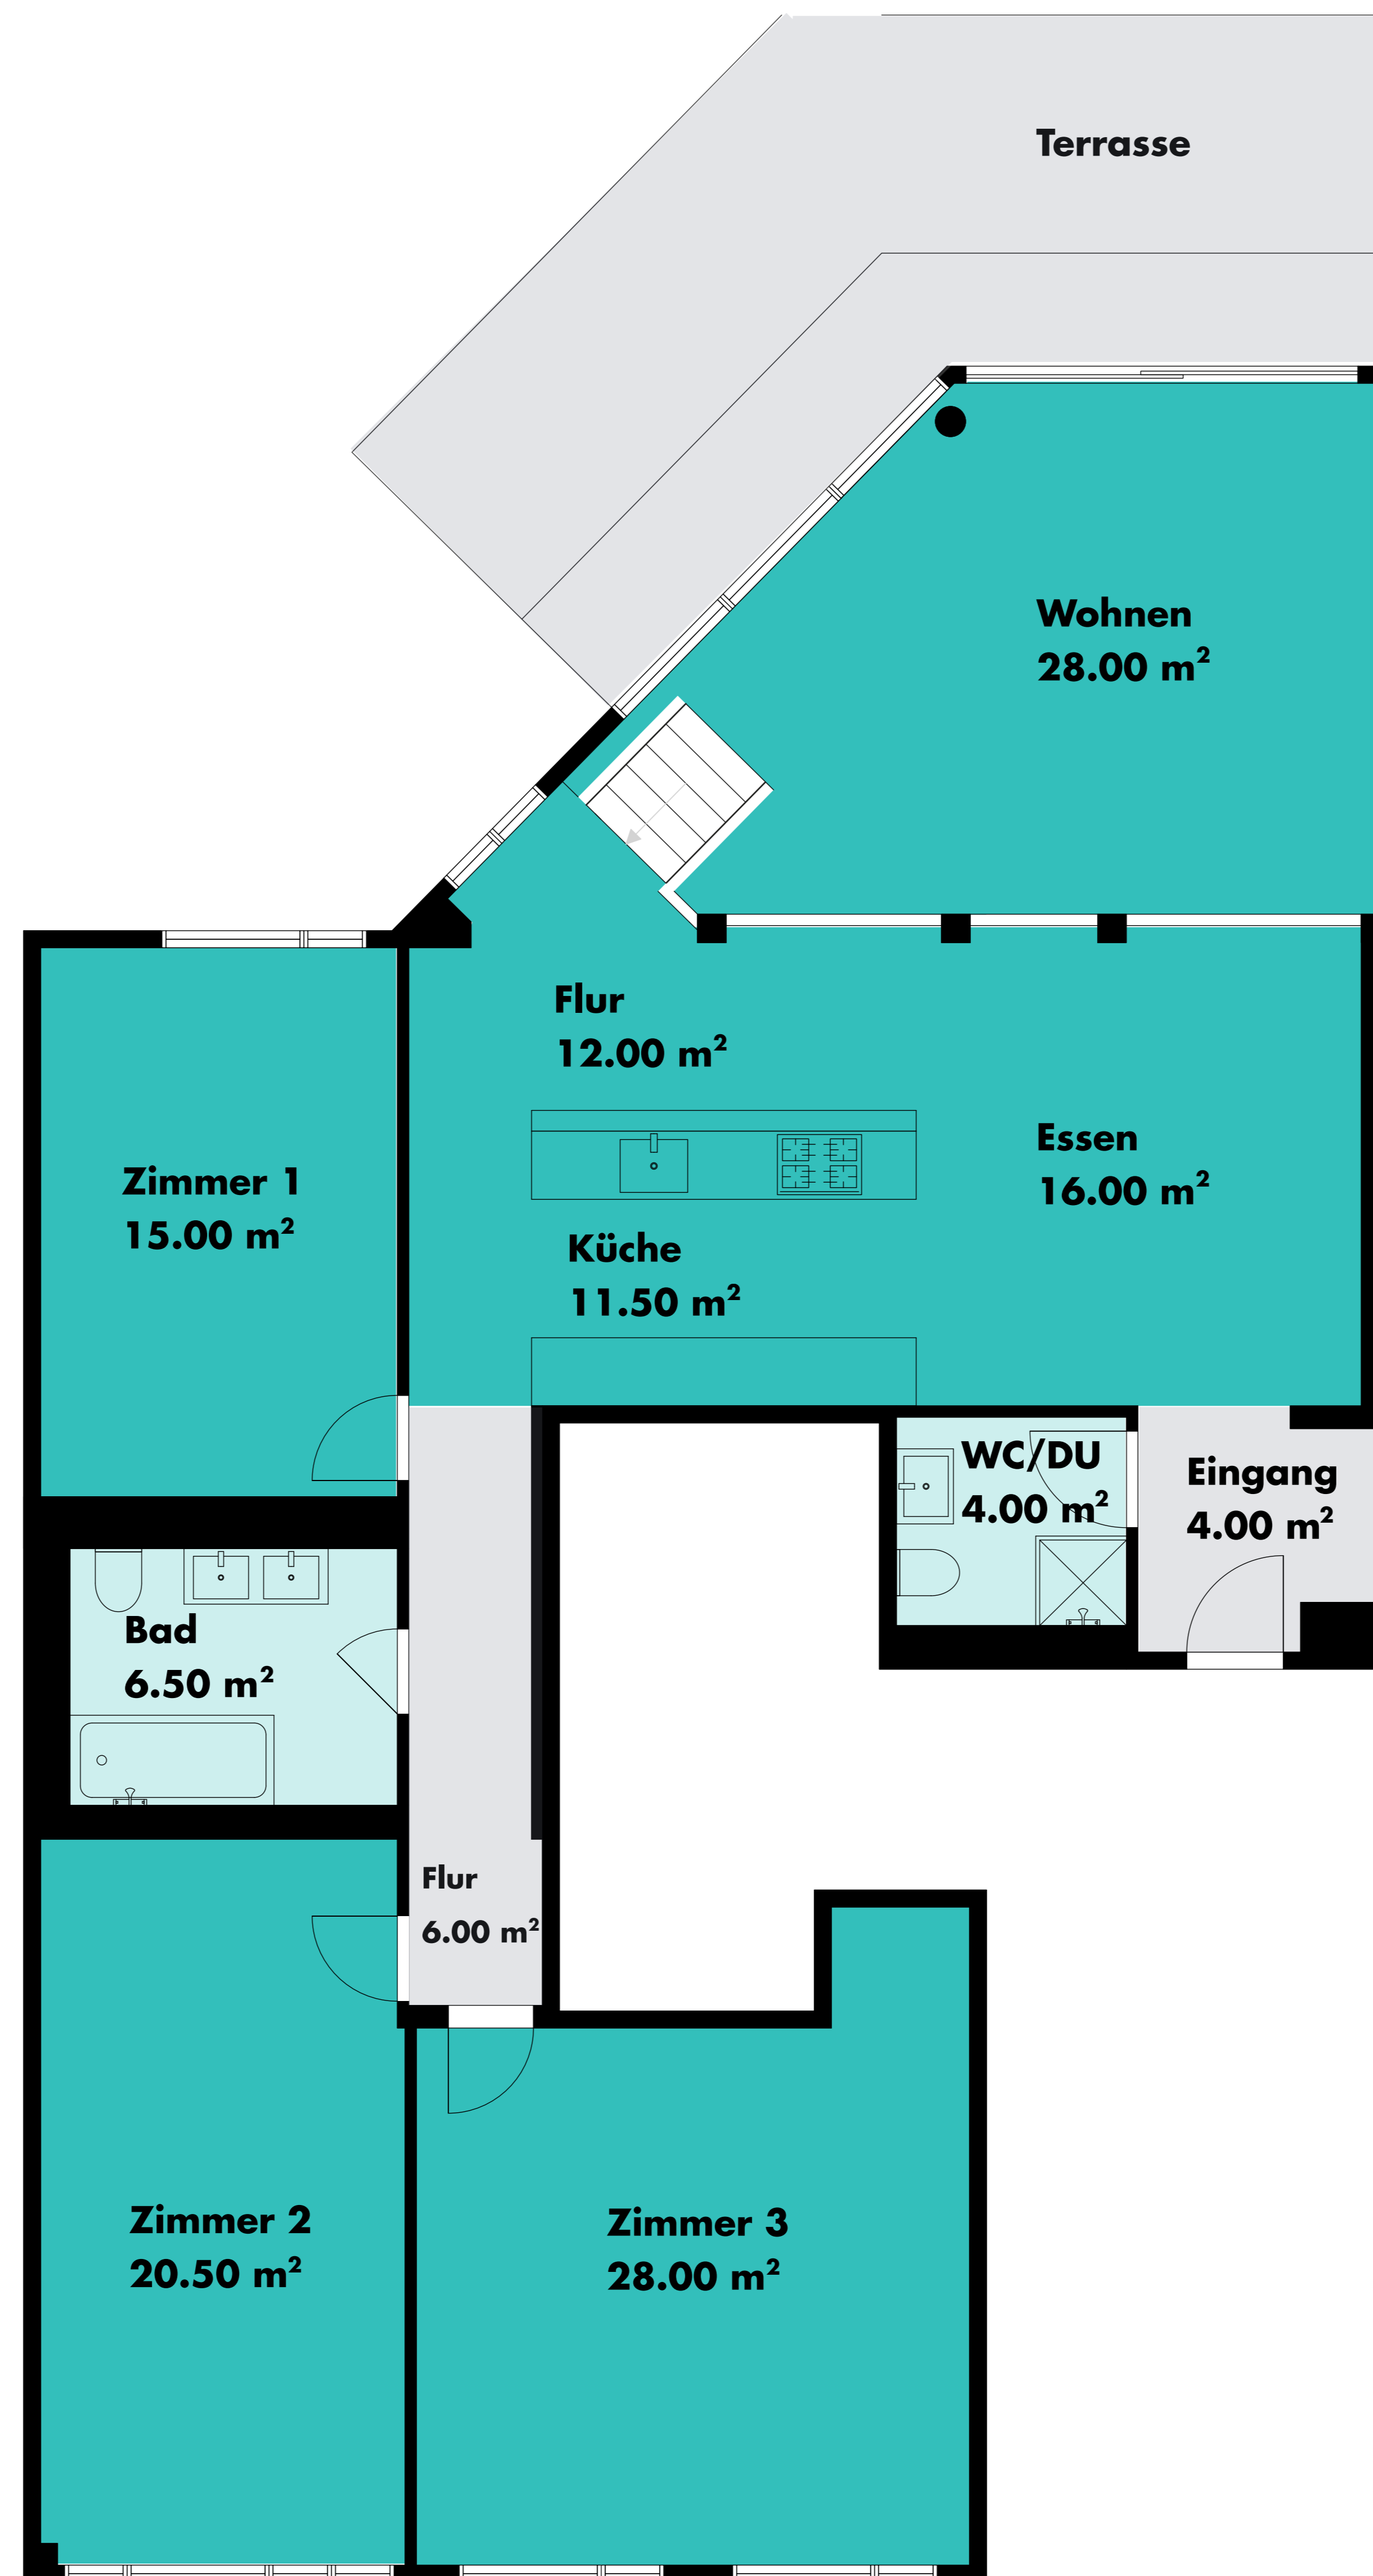 Terrasse
Wohnen
28.00 m²
Flur
12.00 m²
Essen
16.00 m²
Zimmer 1
15.00 m²
Küche
11.50 m²
WC/DU
4.00 m²
Eingang
4.00 m²
Bad
6.50 m²
Flur
6.00 m²
Zimmer 2
20.50 m²
Zimmer 3
28.00 m²